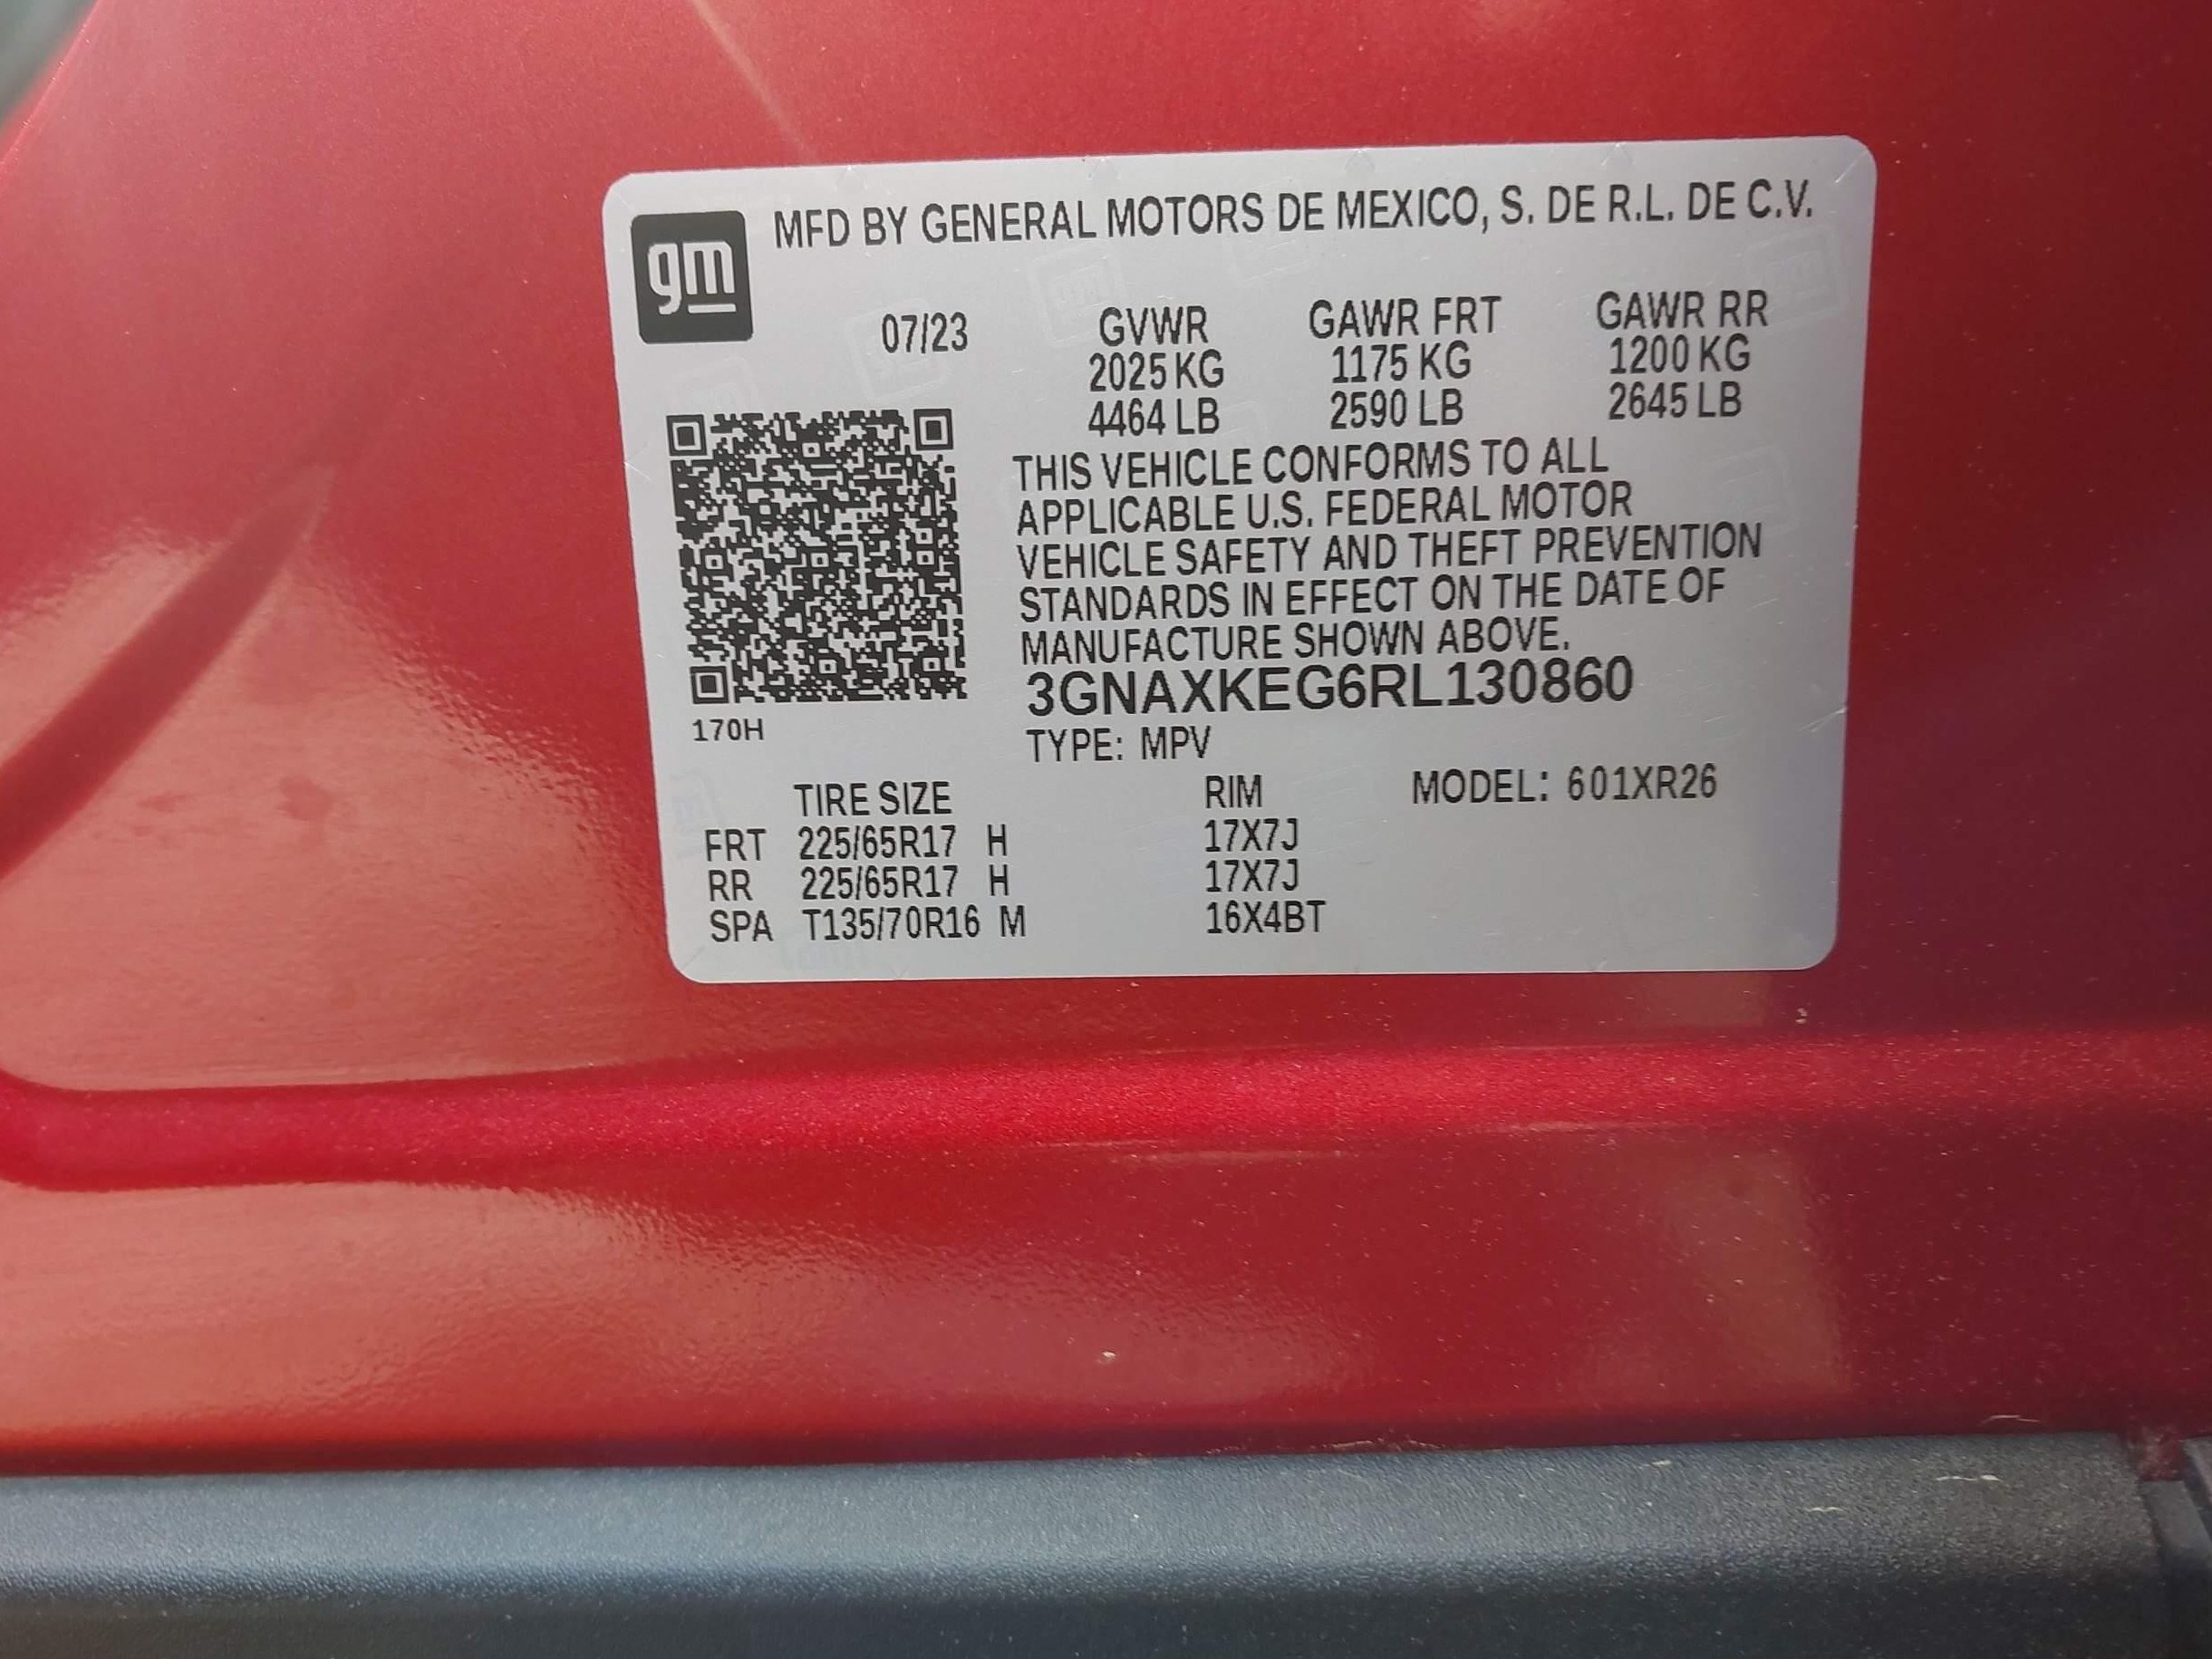 gm
MFD BY GENERAL MOTORS DE MEXICO, S. DE R.L. DE C.V.
07/23 GVWR GAWR FRT GAWR RR
2025 KG 1175 KG 1200 KG
4464 LB 2590 LB 2645 LB
THIS VEHICLE CONFORMS TO ALL
APPLICABLE U.S. FEDERAL MOTOR
VEHICLE SAFETY AND THEFT PREVENTION
STANDARDS IN EFFECT ON THE DATE OF
MANUFACTURE SHOWN ABOVE.
3GNAXKEG6RL130860
170H
TYPE: MPV
TIRE SIZE RIM MODEL: 601XR26
FRT 225/65R17 H 17X7J
RR 225/65R17 H 17X7J
SPA T135/70R16 M 16X4BT